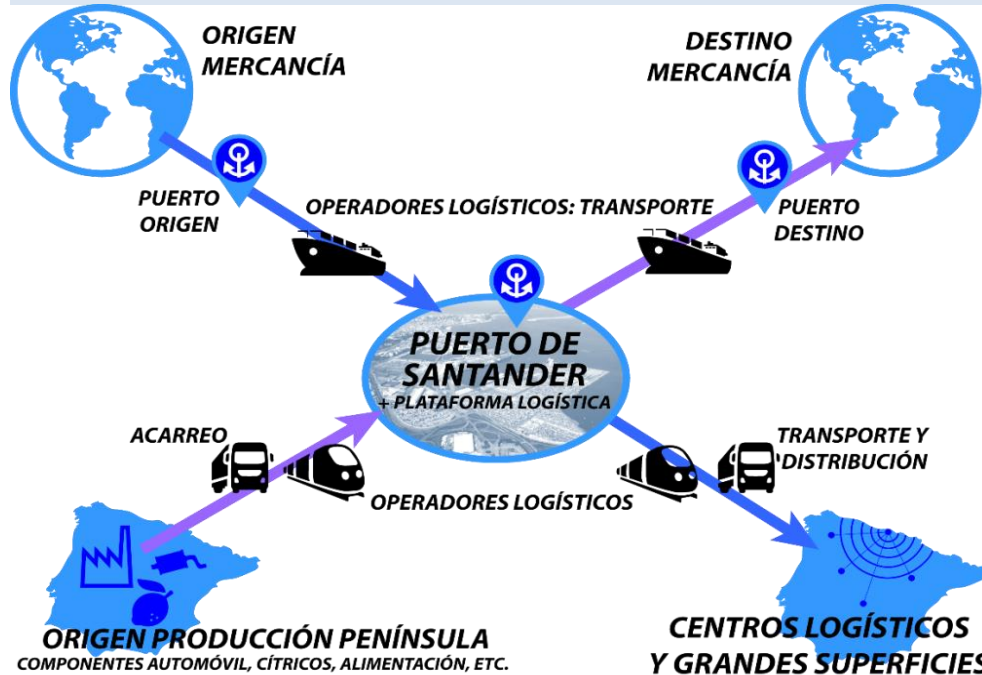 ORIGEN
MERCANCÍA
DESTINO
MERCANCÍA
PUERTO
ORIGEN
OPERADORES LOGÍSTICOS: TRANSPORTE
PUERTO
DESTINO
PUERTO DE
SANTANDER
+ PLATAFORMA LOGÍSTICA
ACARREO
TRANSPORTE Y
DISTRIBUCIÓN
OPERADORES LOGÍSTICOS
ORIGEN PRODUCCIÓN PENÍNSULA
COMPONENTES AUTOMÓVIL, CÍTRICOS, ALIMENTACIÓN, ETC.
CENTROS LOGÍSTICOS
Y GRANDES SUPERFICIES